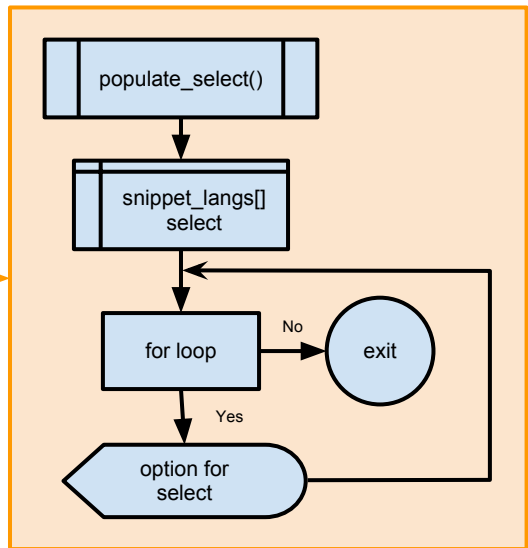 populate_select()
snippet_langs[]
select
for loop
No
exit
Yes
option for
select